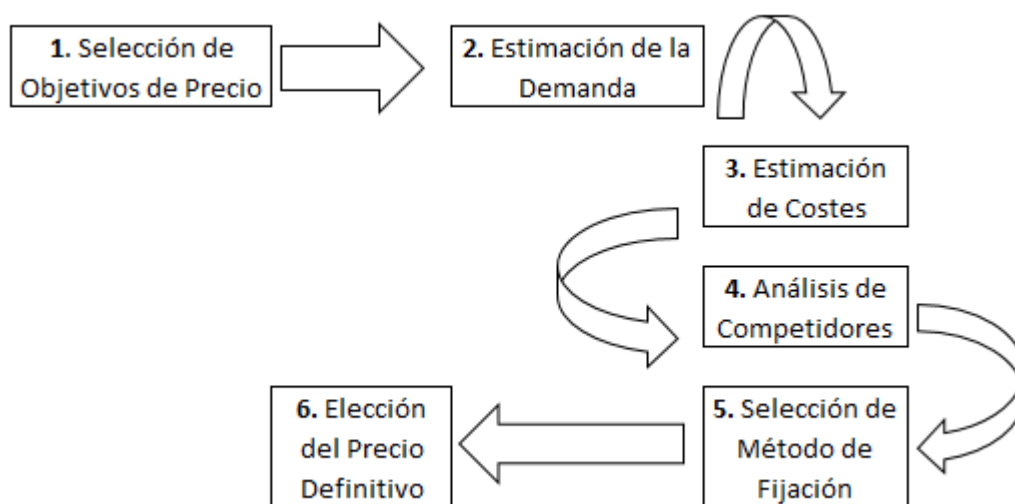 1. Selección de
Objetivos de Precio
2. Estimación de la
Demanda
3. Estimación
de Costes
4. Análisis de
Competidores
5. Selección de
Método de
Fijación
6. Elección
del Precio
Definitivo